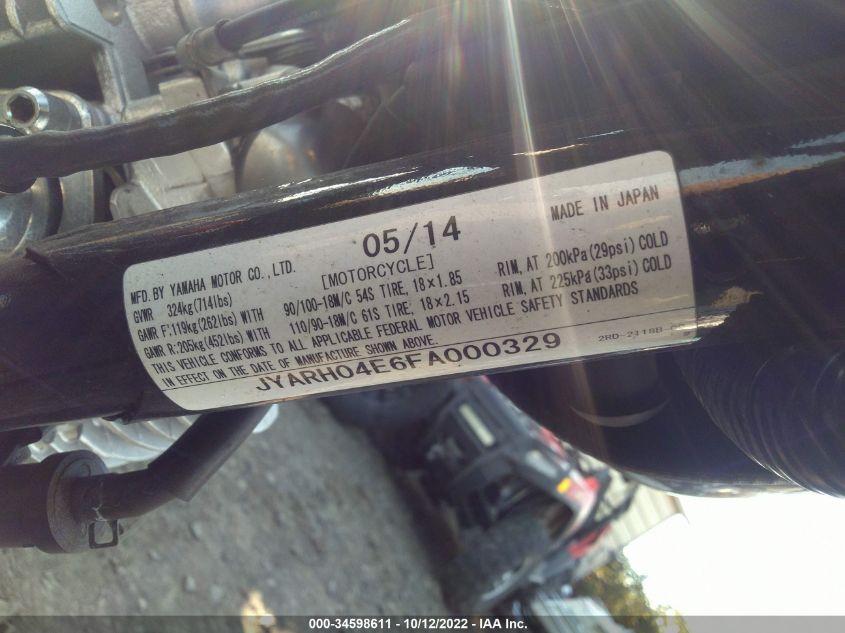 05/14 MADE IN JAPAN
MFD. BY YAMAHA MOTOR CO., LTD. [MOTORCYCLE]
GVWR 324kg(714lbs)
GAWR F:119kg(262lbs) WITH 90/100-18M/C 54S TIRE, 18×1.85 RIM, AT 200kPa(29psi) COLD
GAWR R:205kg(452lbs) WITH 110/90-18M/C 61S TIRE, 18×2.15 RIM, AT 225kPa(33psi) COLD
THIS VEHICLE CONFORMS TO ALL APPLICABLE FEDERAL MOTOR VEHICLE SAFETY STANDARDS
IN EFFECT ON THE DATE OF MANUFACTURE SHOWN ABOVE.
JYARH04E6FA000329 2RD-2118B
000-34598611 - 10/12/2022 - IAA Inc.